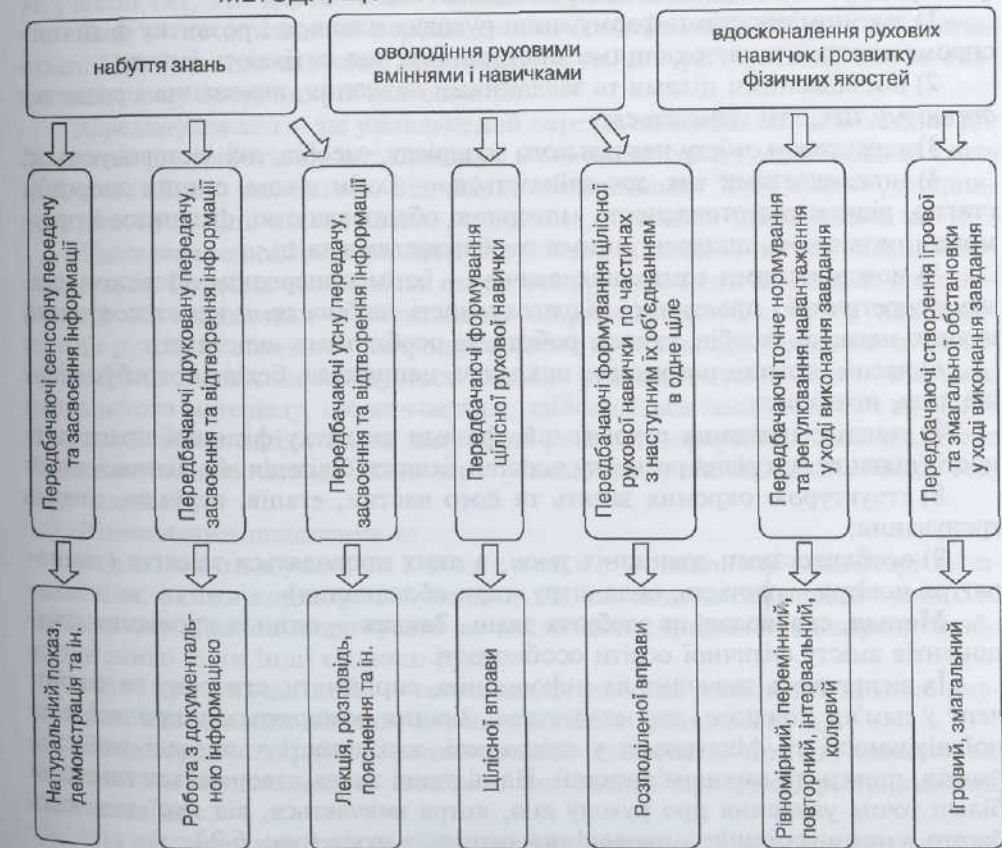 набуття знань
оволодіння руховими
вміннями і навичками
вдосконалення рухових
навичок і розвитку
фізичних якостей
Передбачаючі сенсорну передачу
та засвоєння інформації
Передбачаючі друковану передачу,
засвоєння та відтворення інформації
Передбачаючі усну передачу,
засвоєння та відтворення інформації
Передбачаючі формування
цілісної рухової навички
Передбачаючі формування цілісної
рухової навики по частинах
з наступним їх об'єднанням
в одне ціле
Передбачаючі точне нормування
та регулювання навантаження
у ході виконання завдання
Передбачаючі створення ігрової
та змагальної обстановки
у ході виконання завдання
Натуральний показ,
демонстрація та ін.
Робота з документаль-
ною інформацією
Лекція, розповідь,
пояснення та ін.
Цілісної вправи
Розчленованої вправи
Рівномірний, перемінний,
повторний, інтервальний,
коловий
Ігровий, змагальний